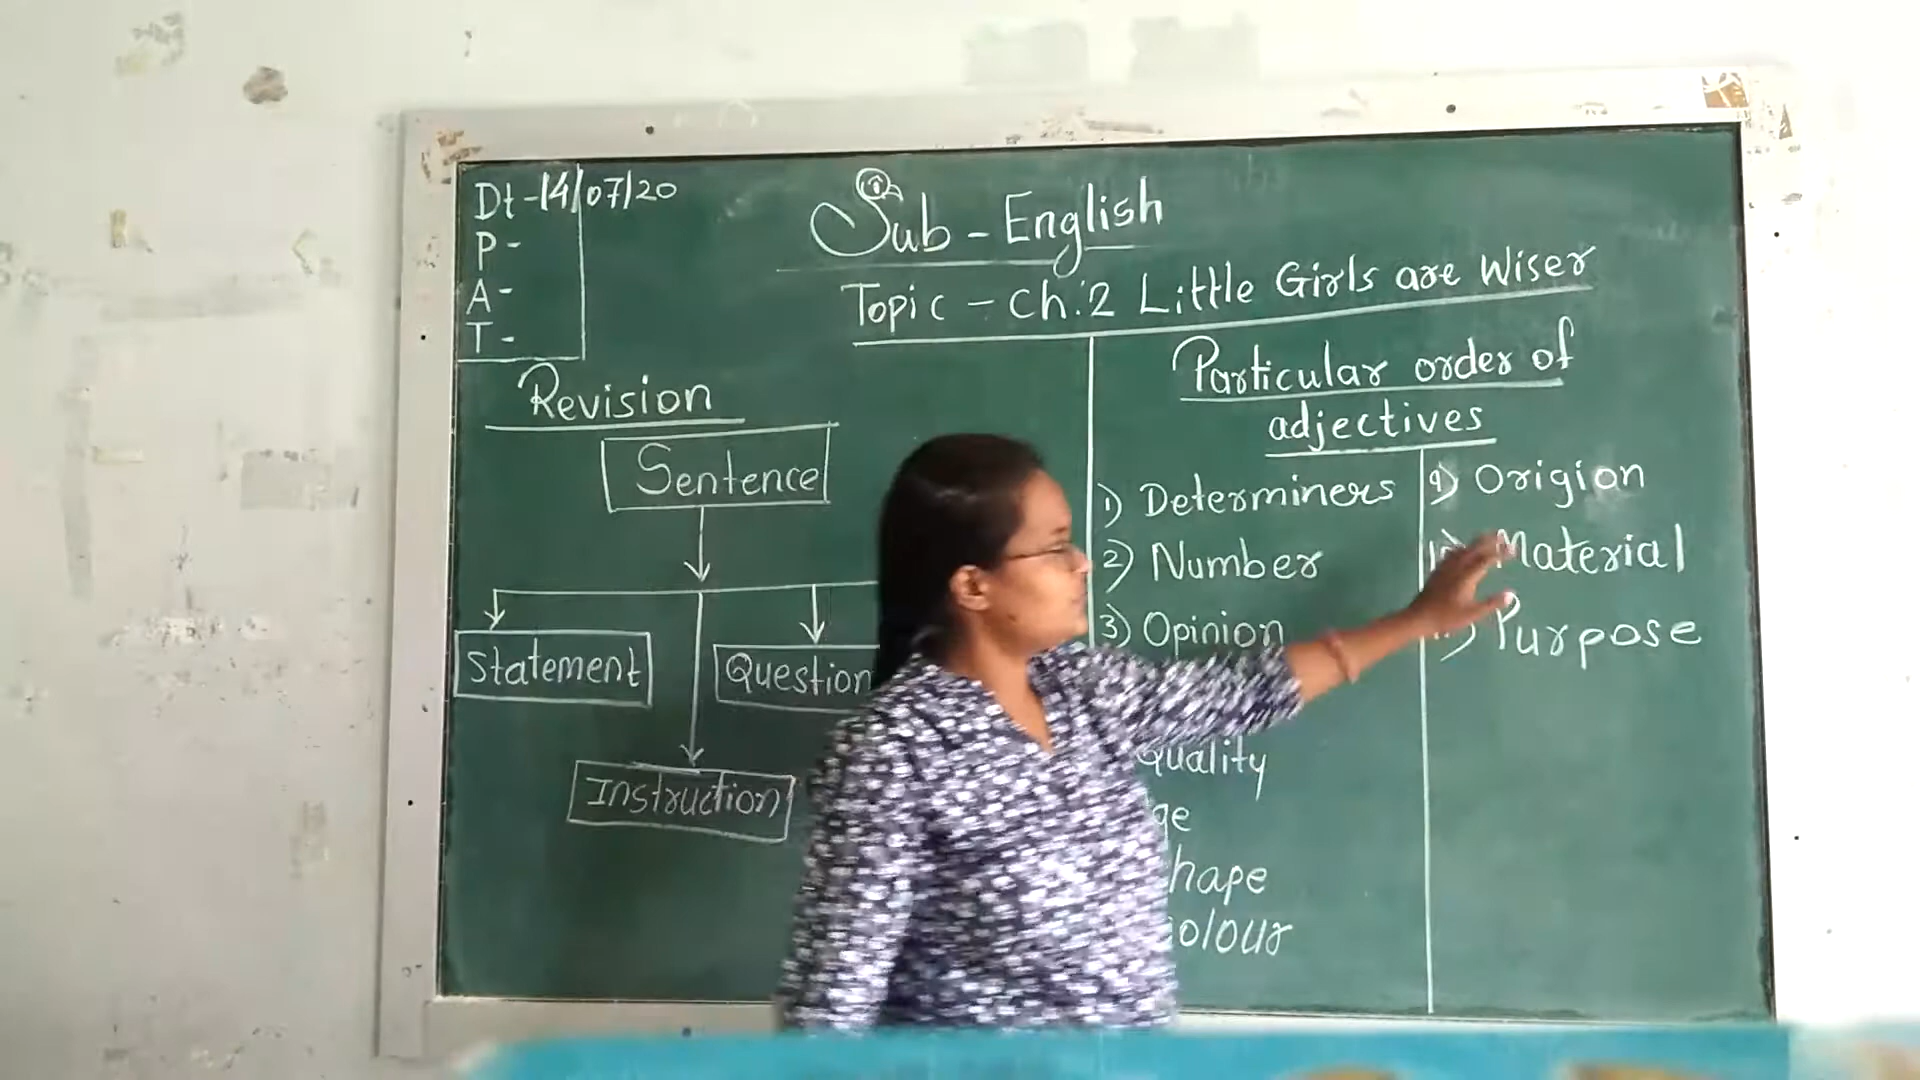 Dt-14/07/20
P-
A-
T-
Sub - English
Topic - Ch:2 Little Girls are Wiser
Revision
Sentence
Statement
Question
Instruction
Particular order of
adjectives
1) Determiners
2) Number
3) Opinion
Quality
ge
hape
olour
9) Origion
Material
Purpose